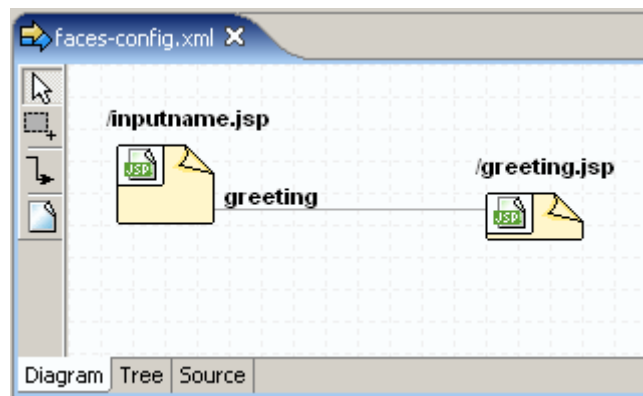 faces-config.xml
/inputname.jsp
JSP
greeting
/greeting.jsp
JSP
Diagram Tree Source